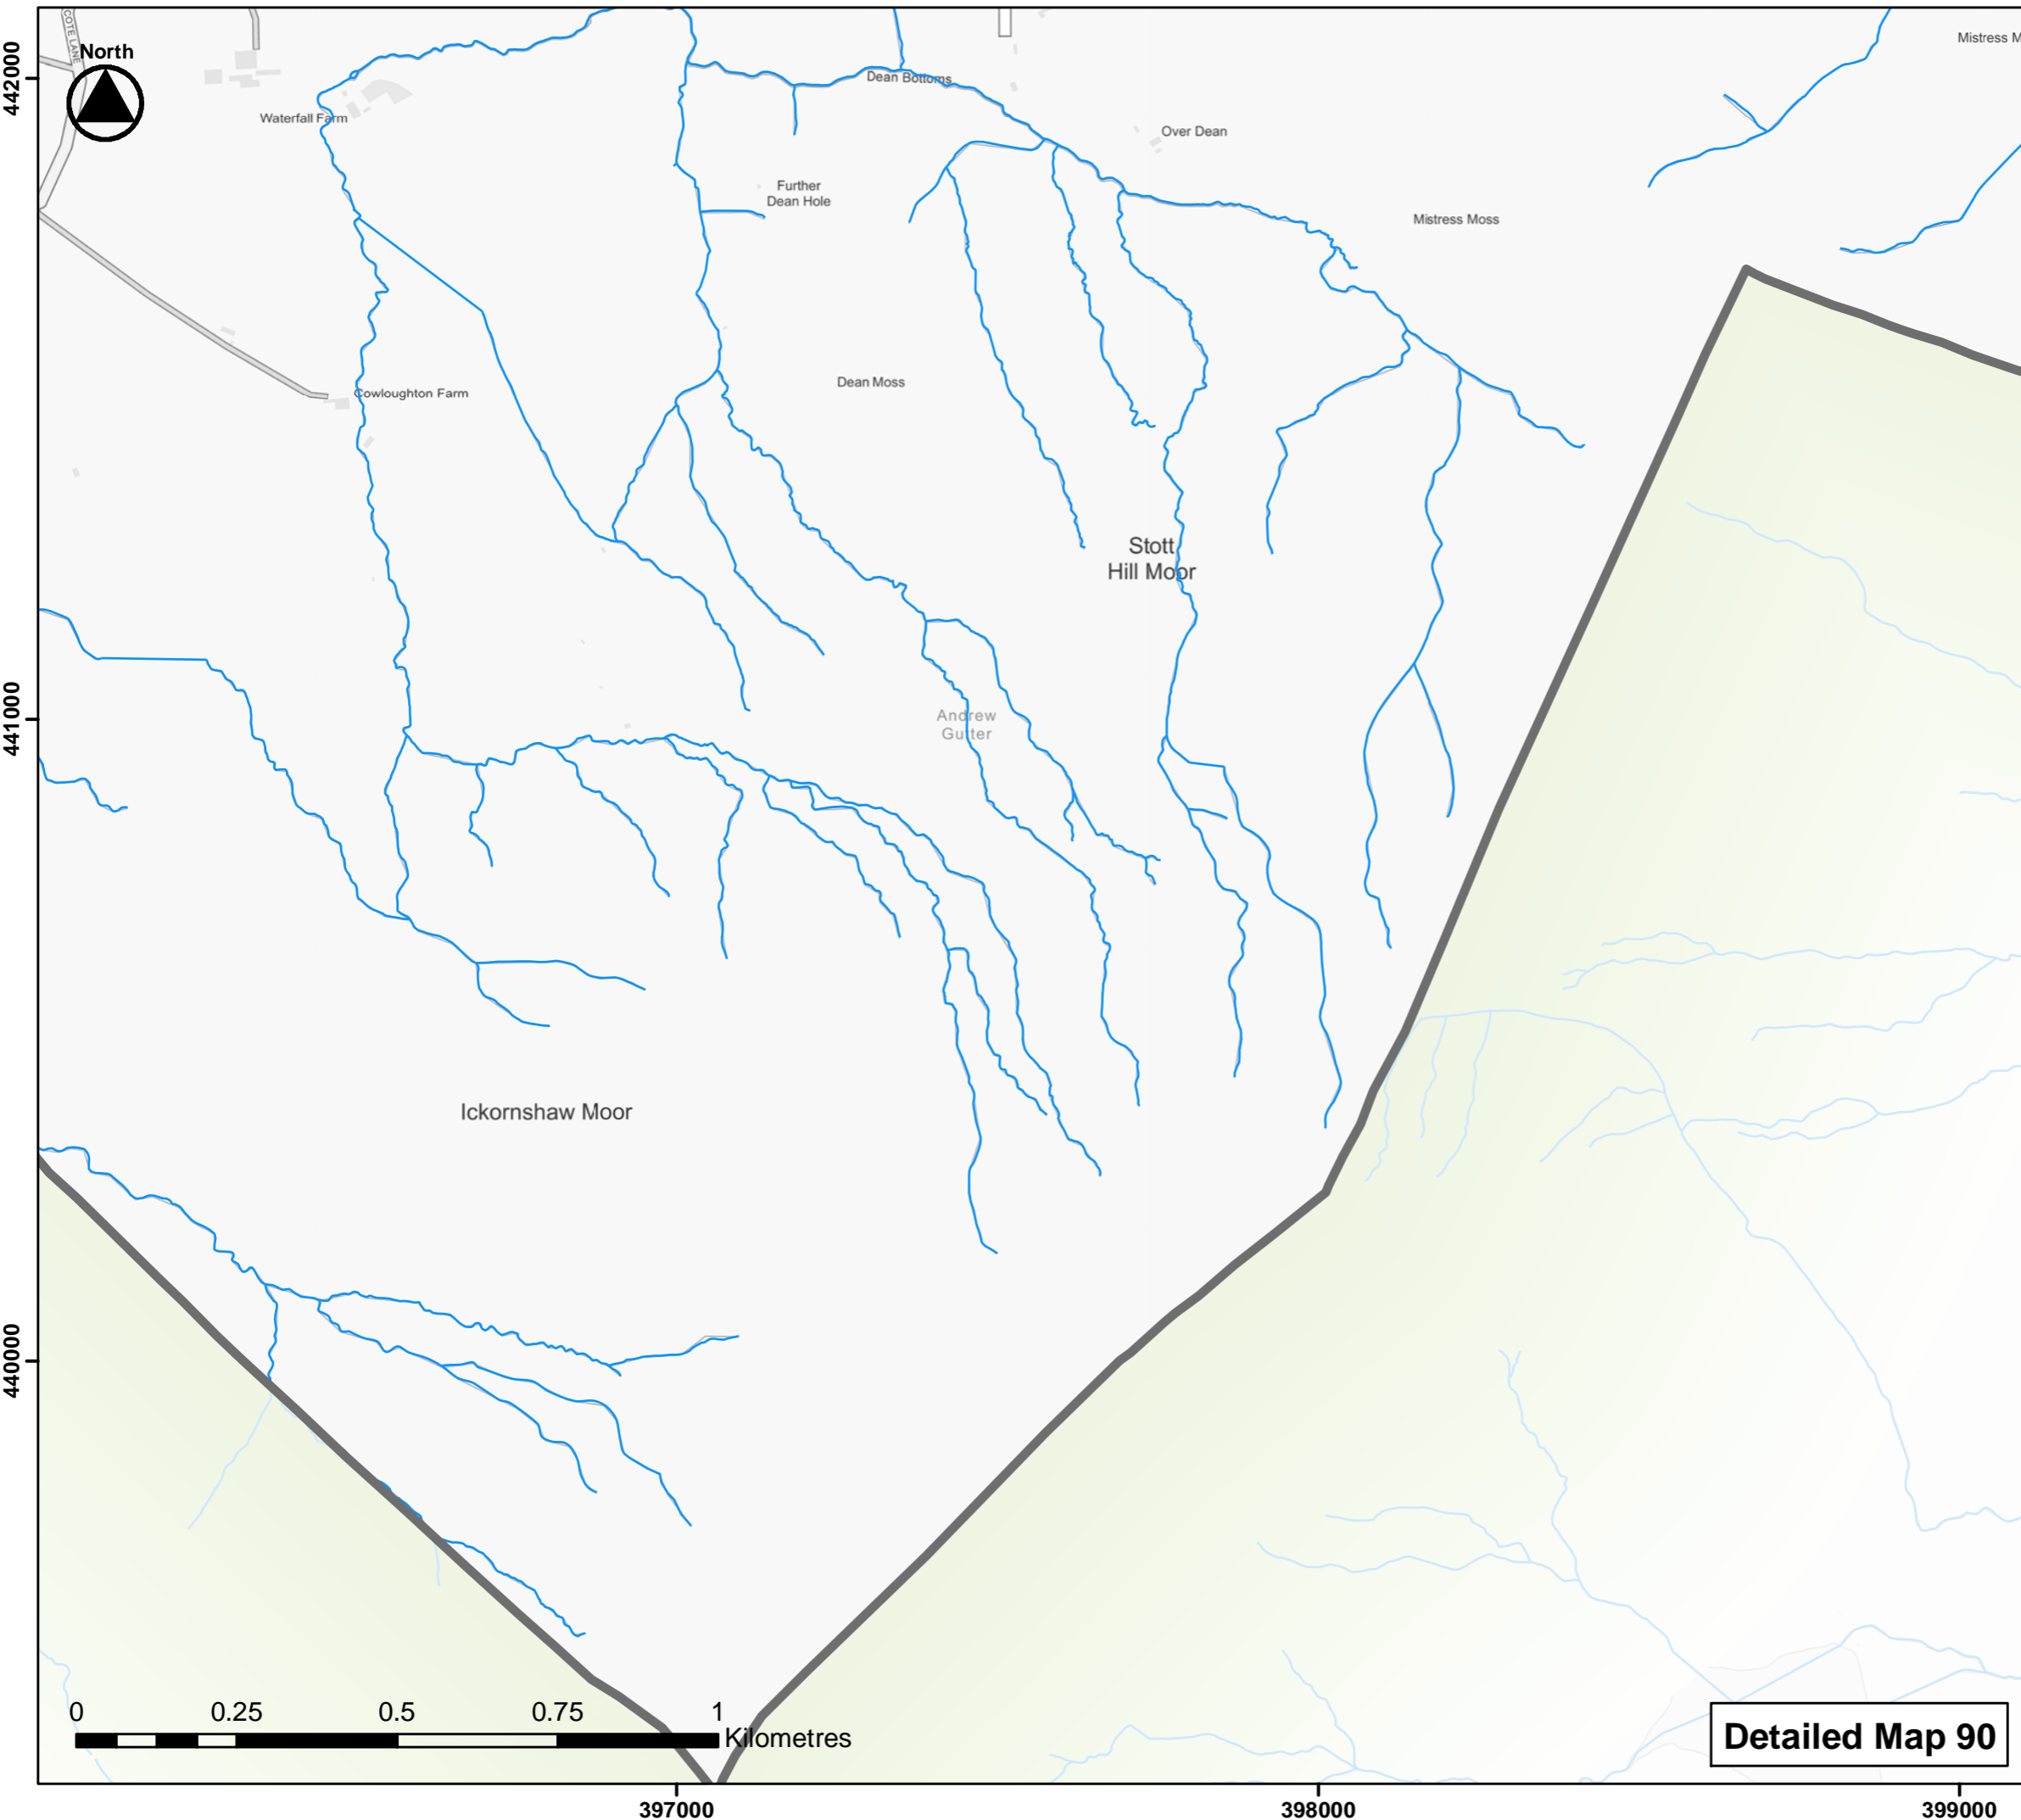 COTE LANE
North
442000
Waterfall Farm
Dean Bottoms
Mistress M
Over Dean
Further
Dean Hole
Mistress Moss
Dean Moss
Cowloughton Farm
Stott
Hill Moor
441000
Andrew
Gutter
Ickornshaw Moor
440000
0 0.25 0.5 0.75 1
Kilometres
Detailed Map 90
397000 398000 399000